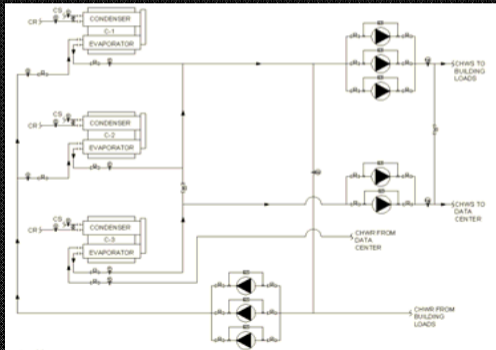 CS
CONDENSER
CR
C-1
EVAPORATOR
CHWS TO
BUILDING
LOADS
CS
CONDENSER
CR
C-2
EVAPORATOR
CHWS TO
DATA
CENTER
CS
CONDENSER
CR
C-3
EVAPORATOR
CHWR FROM
DATA
CENTER
CHWR FROM
BUILDING
LOADS